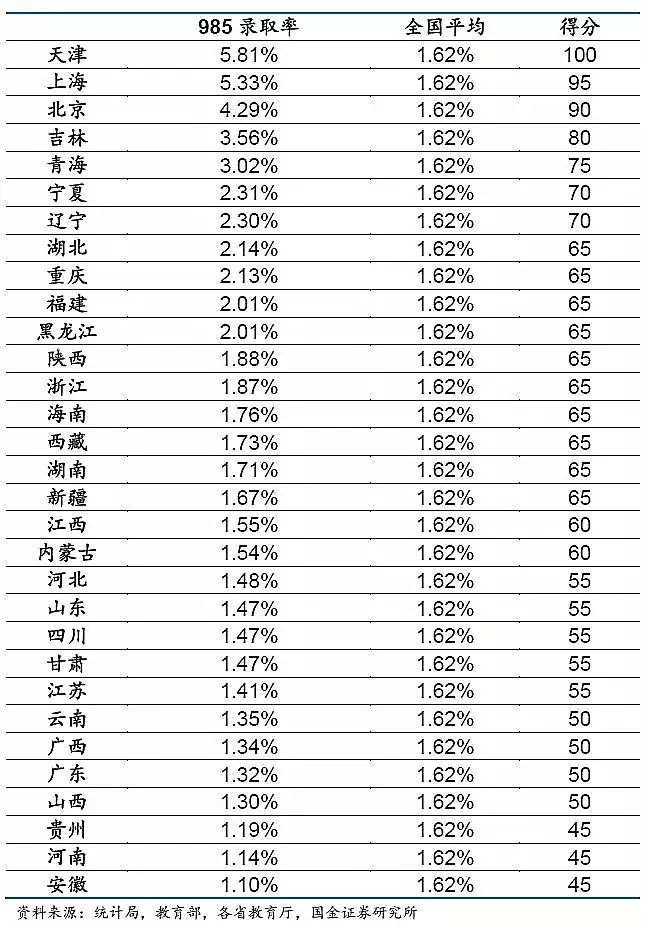 985 录取率 全国平均 得分
天津 5.81% 1.62% 100
上海 5.33% 1.62% 95
北京 4.29% 1.62% 90
吉林 3.56% 1.62% 80
青海 3.02% 1.62% 75
宁夏 2.31% 1.62% 70
辽宁 2.30% 1.62% 70
湖北 2.14% 1.62% 65
重庆 2.13% 1.62% 65
福建 2.01% 1.62% 65
黑龙江 2.01% 1.62% 65
陕西 1.88% 1.62% 65
浙江 1.87% 1.62% 65
海南 1.76% 1.62% 65
西藏 1.73% 1.62% 65
湖南 1.71% 1.62% 65
新疆 1.67% 1.62% 65
江西 1.55% 1.62% 60
内蒙古 1.54% 1.62% 60
河北 1.48% 1.62% 55
山东 1.47% 1.62% 55
四川 1.47% 1.62% 55
甘肃 1.47% 1.62% 55
江苏 1.41% 1.62% 55
云南 1.35% 1.62% 50
广西 1.34% 1.62% 50
广东 1.32% 1.62% 50
山西 1.30% 1.62% 50
贵州 1.19% 1.62% 45
河南 1.14% 1.62% 45
安徽 1.10% 1.62% 45
资料来源：统计局，教育部，各省教育厅，国金证券研究所